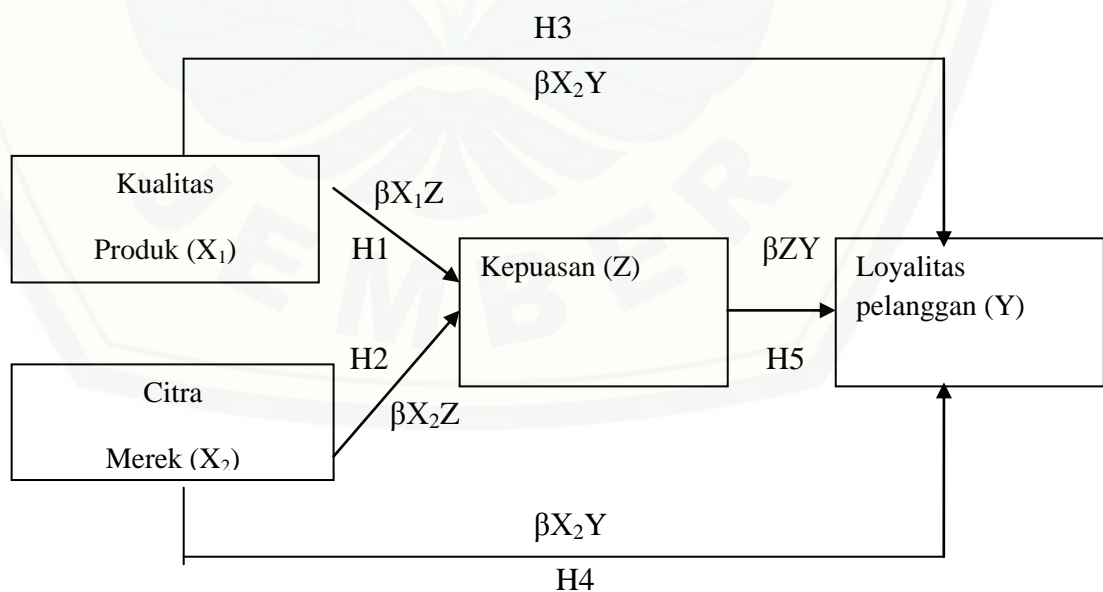 H3
βX₂Y
Kualitas
Produk (X₁)
βX₁Z
H1
Kepuasan (Z)
βZY
Loyalitas
pelanggan (Y)
H5
H2
Citra
Merek (X₂)
βX₂Z
βX₂Y
H4
JEMBER